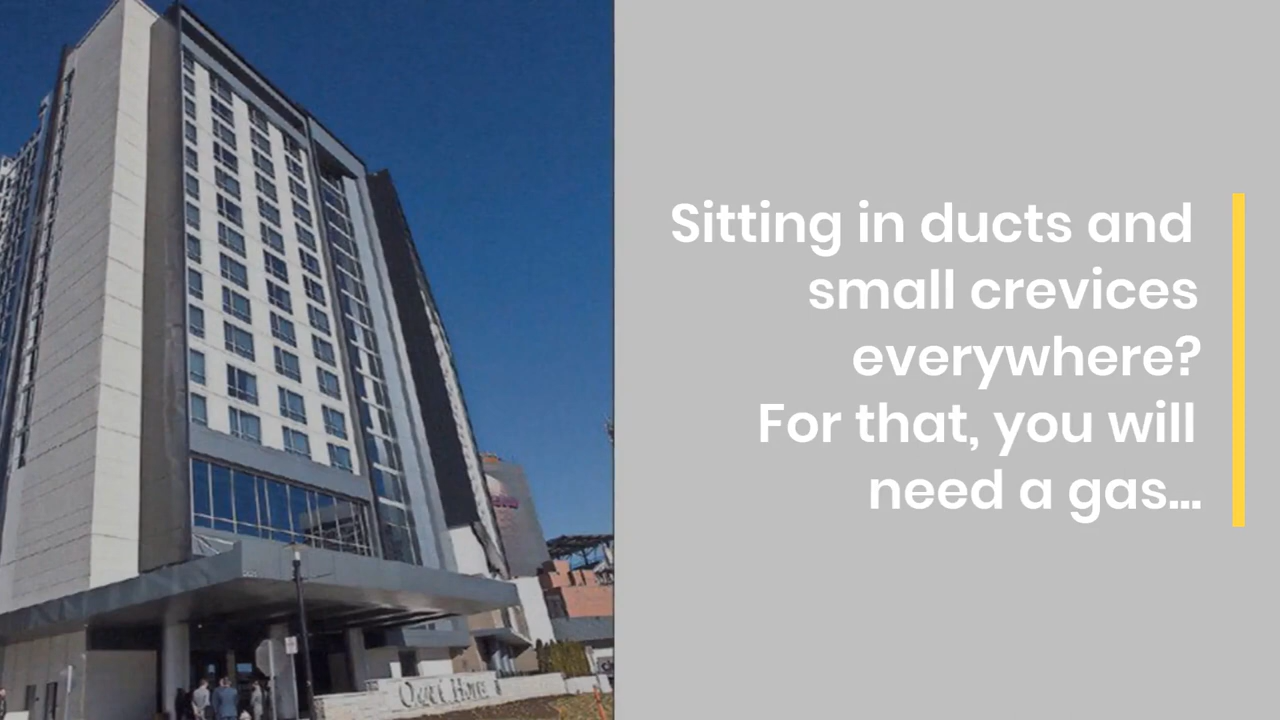 Sitting in ducts and
small crevices
everywhere?
For that, you will
need a gas...